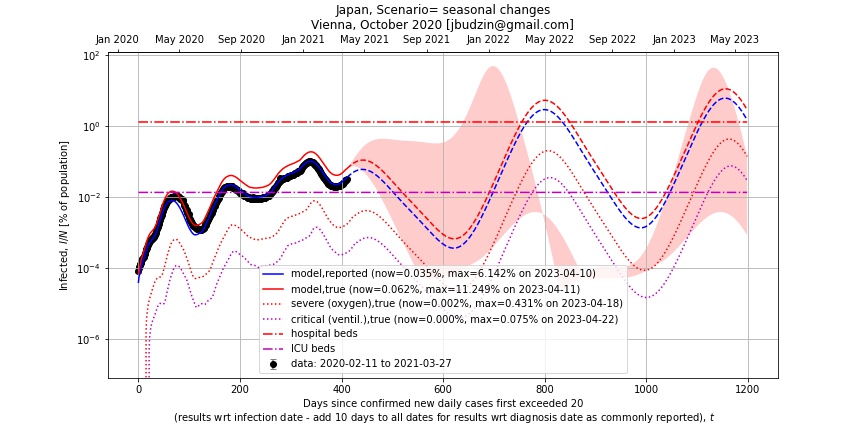 Japan, Scenario= seasonal changes
Vienna, October 2020 [jbudzin@gmail.com]
Jan 2020 May 2020 Sep 2020 Jan 2021 May 2021 Sep 2021 Jan 2022 May 2022 Sep 2022 Jan 2023 May 2023
10² 
10⁰
10⁻²
10⁻⁴
10⁻⁶
Infected, I/N [% of population]
model,reported (now=0.035%, max=6.142% on 2023-04-10)
model,true (now=0.062%, max=11.249% on 2023-04-11)
severe (oxygen),true (now=0.002%, max=0.431% on 2023-04-18)
critical (ventil.),true (now=0.000%, max=0.075% on 2023-04-22)
hospital beds
ICU beds
data: 2020-02-11 to 2021-03-27
0 200 400 600 800 1000 1200
Days since confirmed new daily cases first exceeded 20
(results wrt infection date - add 10 days to all dates for results wrt diagnosis date as commonly reported), t